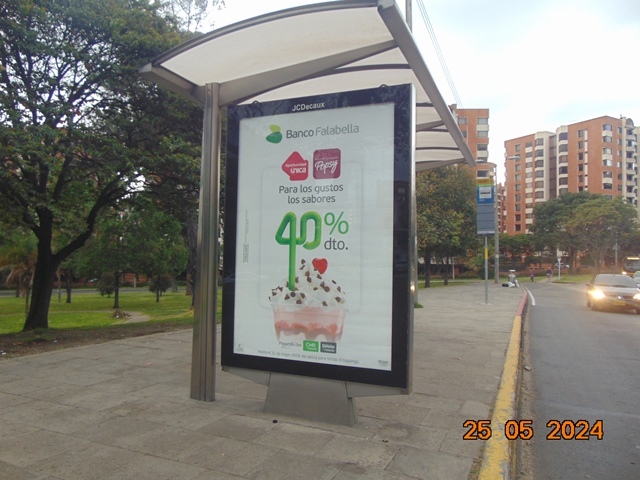 JCDecaux
Banco Falabella
Oportunidad
única
Popsy
Para los gustos
los sabores
40%
dto.
25 05 2024